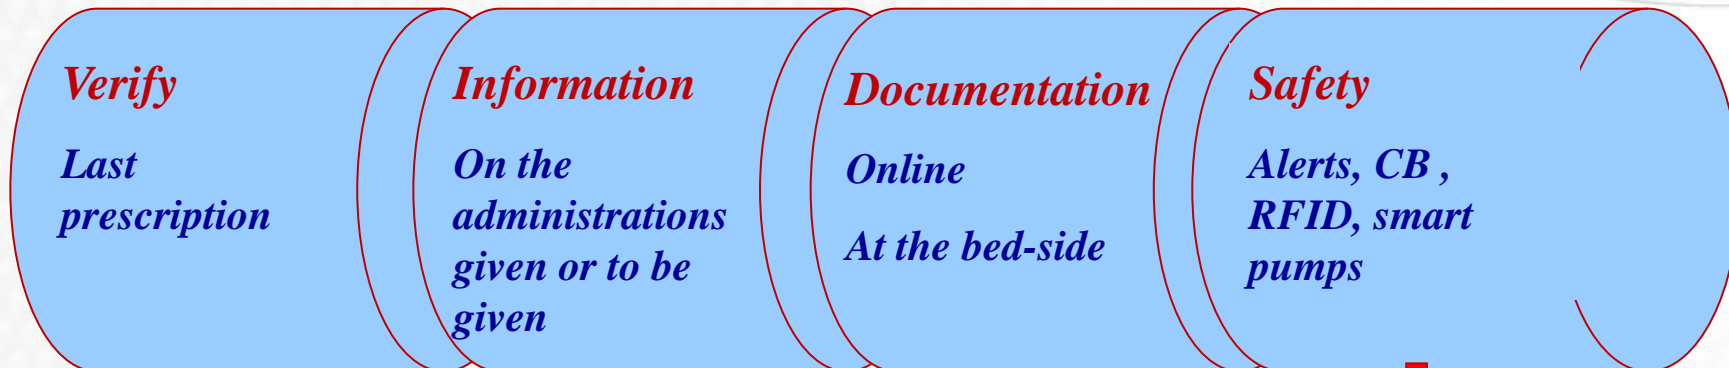 Verify
Last
prescription
Information
On the
administrations
given or to be
given
Documentation
Online
At the bed-side
Safety
Alerts, CB ,
RFID, smart
pumps